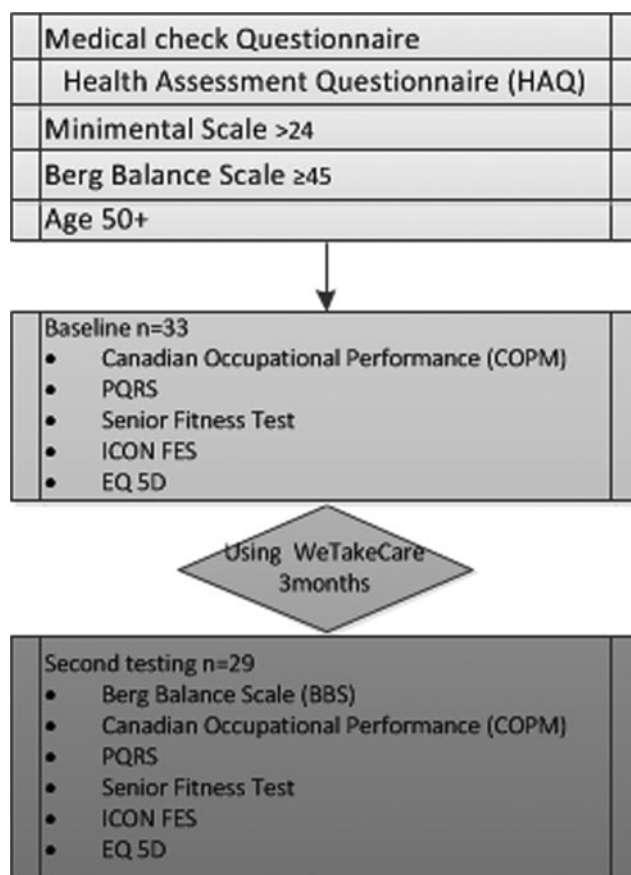 Medical check Questionnaire
Health Assessment Questionnaire (HAQ)
Minimental Scale >24
Berg Balance Scale ≥45
Age 50+
Baseline n=33
• Canadian Occupational Performance (COPM)
• PQRS
• Senior Fitness Test
• ICON FES
• EQ 5D
Using WeTakeCare
3months
Second testing n=29
• Berg Balance Scale (BBS)
• Canadian Occupational Performance (COPM)
• PQRS
• Senior Fitness Test
• ICON FES
• EQ 5D